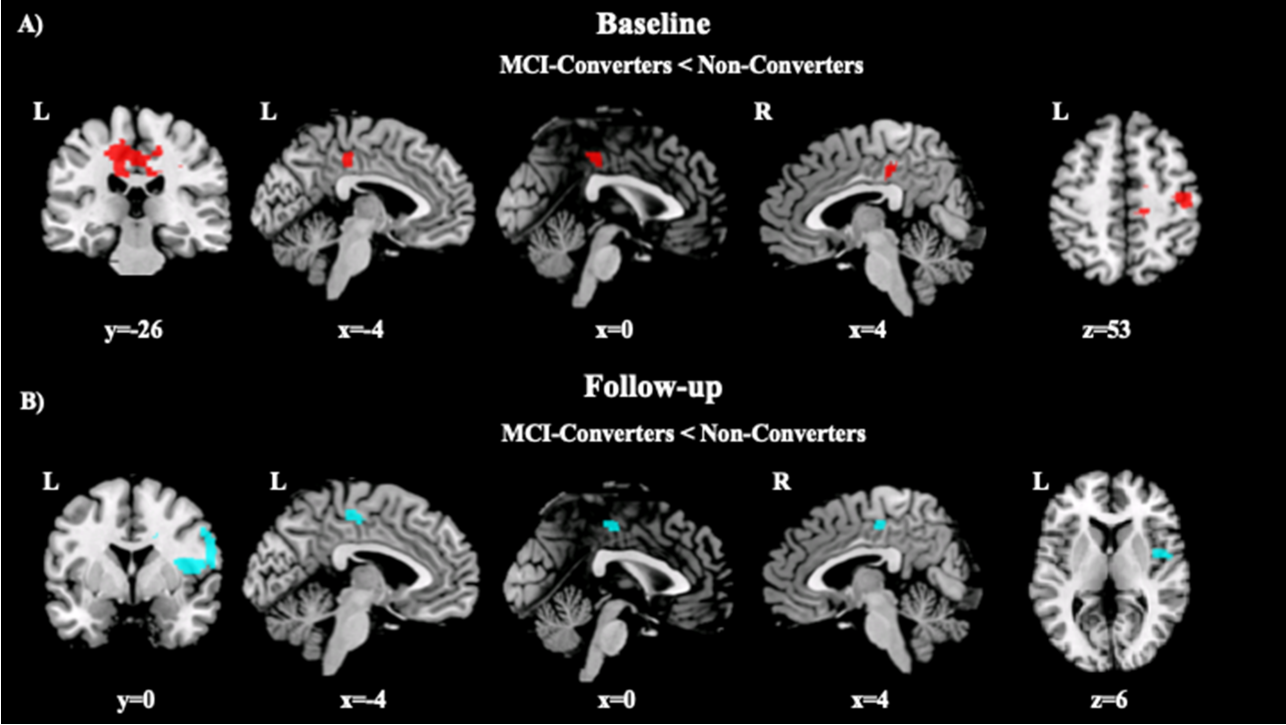 A)
Baseline
MCI-Converters < Non-Converters
L L R L
y=-26 x=-4 x=0 x=4 z=53
B)
Follow-up
MCI-Converters < Non-Converters
L L R L
y=0 x=-4 x=0 x=4 z=6